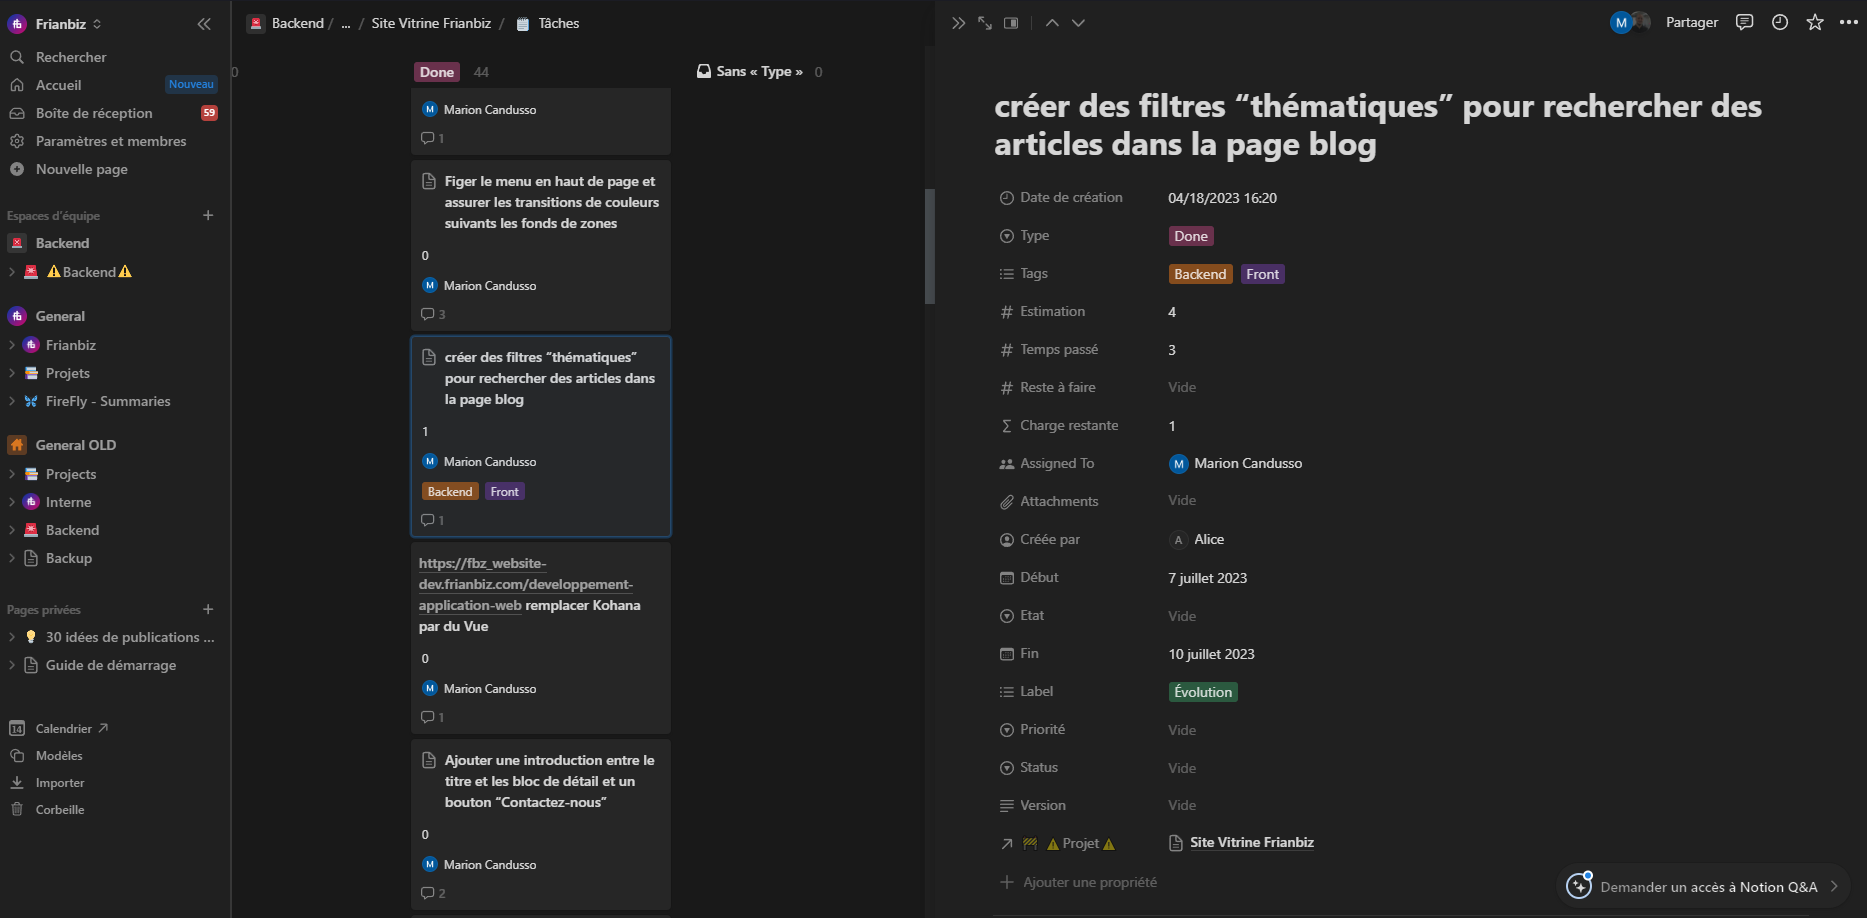 Frianbiz
Rechercher
Accueil
Nouveau
Boîte de réception
59
Paramètres et membres
Nouvelle page
Espaces d'équipe
Backend
⚠Backend⚠
General
Frianbiz
Projets
FireFly - Summaries
General OLD
Projects
Interne
Backend
Backup
Pages privées
30 idées de publications ...
Guide de démarrage
14
Calendrier
Modèles
Importer
Corbeille
Backend / ... / Site Vitrine Frianbiz / Tâches
0
Done 44
M Marion Candusso
1
Figer le menu en haut de page et
assurer les transitions de couleurs
suivants les fonds de zones
0
M Marion Candusso
3
créer des filtres “thématiques”
pour rechercher des articles dans
la page blog
1
M Marion Candusso
Backend Front
1
https://fbz_website-
dev.frianbiz.com/developpement-
application-web remplacer Kohana
par du Vue
0
M Marion Candusso
1
Ajouter une introduction entre le
titre et les bloc de détail et un
bouton “Contactez-nous”
0
M Marion Candusso
2
Sans « Type » 0
M
Partager
créer des filtres “thématiques” pour rechercher des
articles dans la page blog
Date de création 04/18/2023 16:20
Type Done
Tags Backend Front
Estimation 4
Temps passé 3
Reste à faire Vide
Charge restante 1
Assigned To M Marion Candusso
Attachments Vide
Créée par A Alice
Début 7 juillet 2023
Etat Vide
Fin 10 juillet 2023
Label Évolution
Priorité Vide
Status Vide
Version Vide
⚠Projet⚠ Site Vitrine Frianbiz
Ajouter une propriété
Demander un accès à Notion Q&A